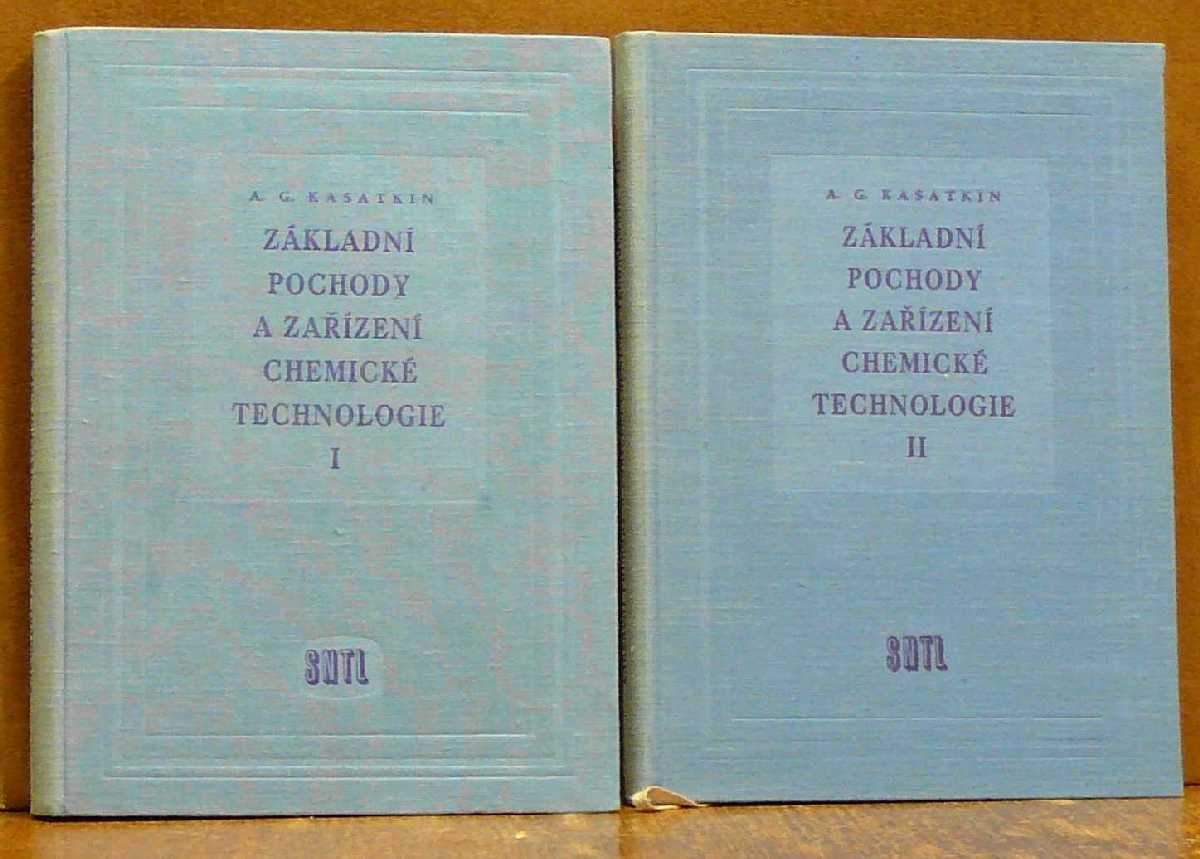 A. G. KASATKIN
ZÁKLADNÍ
POCHODY
A ZAŘÍZENÍ
CHEMICKÉ
TECHNOLOGIE
I
SNTL
A. G. KASATKIN
ZÁKLADNÍ
POCHODY
A ZAŘÍZENÍ
CHEMICKÉ
TECHNOLOGIE
II
SNTL